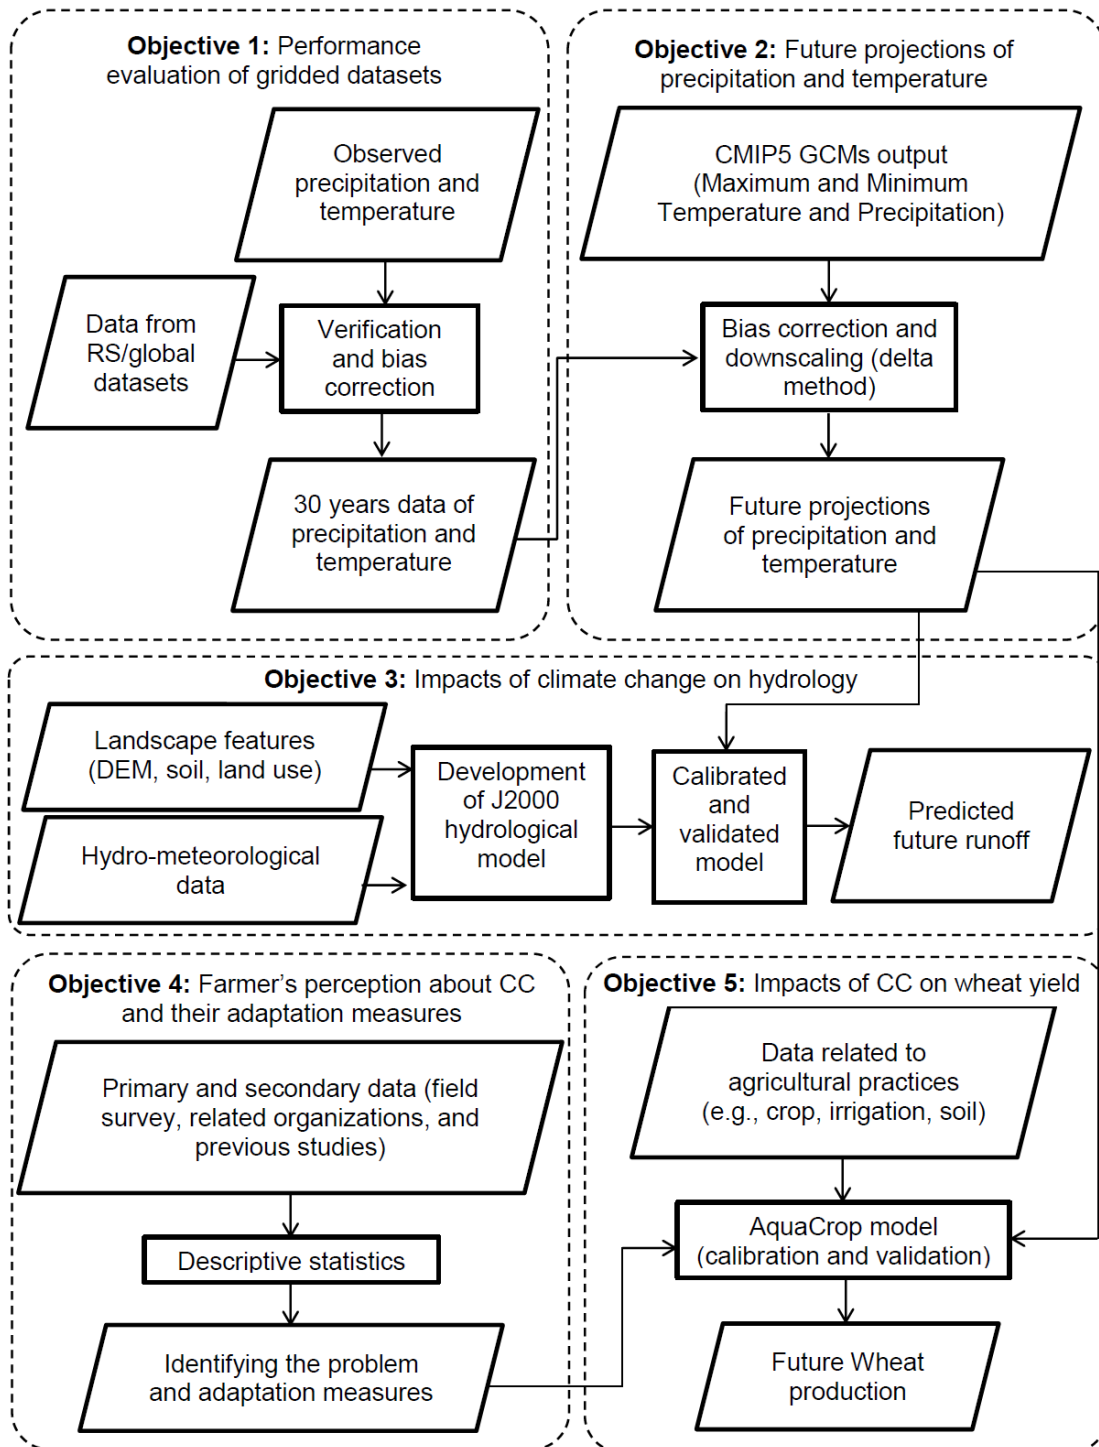 Objective 1: Performance
evaluation of gridded datasets
Observed
precipitation and
temperature
Data from
RS/global
datasets
Verification
and bias
correction
30 years data of
precipitation and
temperature
Objective 2: Future projections of
precipitation and temperature
CMIP5 GCMs output
(Maximum and Minimum
Temperature and Precipitation)
Bias correction and
downscaling (delta
method)
Future projections
of precipitation and
temperature
Objective 3: Impacts of climate change on hydrology
Landscape features
(DEM, soil, land use)
Hydro-meteorological
data
Development
of J2000
hydrological
model
Calibrated
and
validated
model
Predicted
future runoff
Objective 4: Farmer's perception about CC
and their adaptation measures
Primary and secondary data (field
survey, related organizations, and
previous studies)
Descriptive statistics
Identifying the problem
and adaptation measures
Objective 5: Impacts of CC on wheat yield
Data related to
agricultural practices
(e.g., crop, irrigation, soil)
AquaCrop model
(calibration and validation)
Future Wheat
production